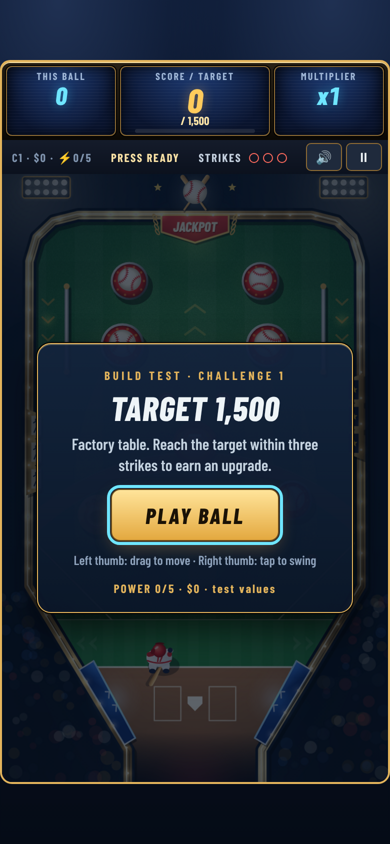 THIS BALL
0
SCORE / TARGET
0
/ 1,500
MULTIPLIER
x1
C1 · $0 · ⚡0/5
PRESS READY
STRIKES
JACKPOT
BUILD TEST · CHALLENGE 1
TARGET 1,500
Factory table. Reach the target within three
strikes to earn an upgrade.
PLAY BALL
Left thumb: drag to move · Right thumb: tap to swing
POWER 0/5 · $0 · test values